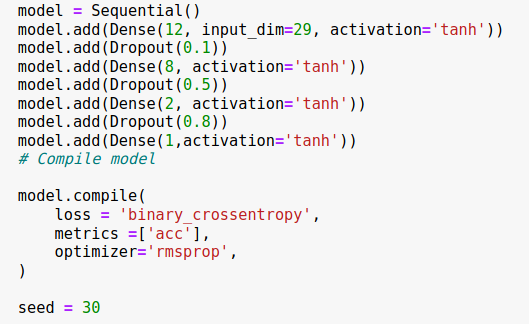 model = Sequential()
model.add(Dense(12, input_dim=29, activation='tanh'))
model.add(Dropout(0.1))
model.add(Dense(8, activation='tanh'))
model.add(Dropout(0.5))
model.add(Dense(2, activation='tanh'))
model.add(Dropout(0.8))
model.add(Dense(1,activation='tanh'))
# Compile model
model.compile(
    loss = 'binary_crossentropy',
    metrics =['acc'],
    optimizer='rmsprop',
)
seed = 30